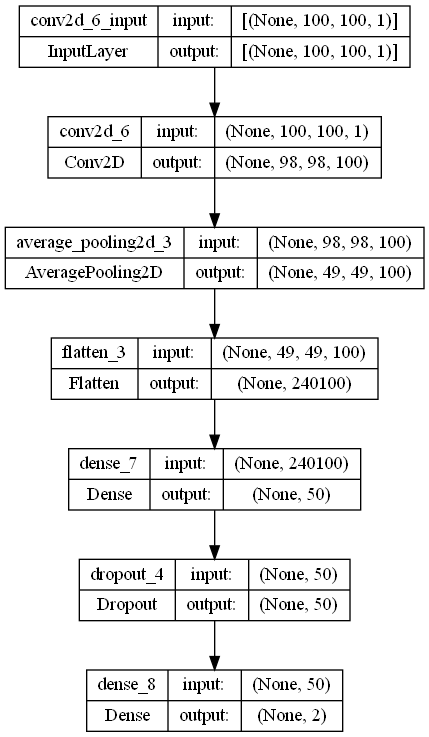 conv2d_6_input input: [(None, 100, 100, 1)]
InputLayer output: [(None, 100, 100, 1)]
conv2d_6 input: (None, 100, 100, 1)
Conv2D output: (None, 98, 98, 100)
average_pooling2d_3 input: (None, 98, 98, 100)
AveragePooling2D output: (None, 49, 49, 100)
flatten_3 input: (None, 49, 49, 100)
Flatten output: (None, 240100)
dense_7 input: (None, 240100)
Dense output: (None, 50)
dropout_4 input: (None, 50)
Dropout output: (None, 50)
dense_8 input: (None, 50)
Dense output: (None, 2)